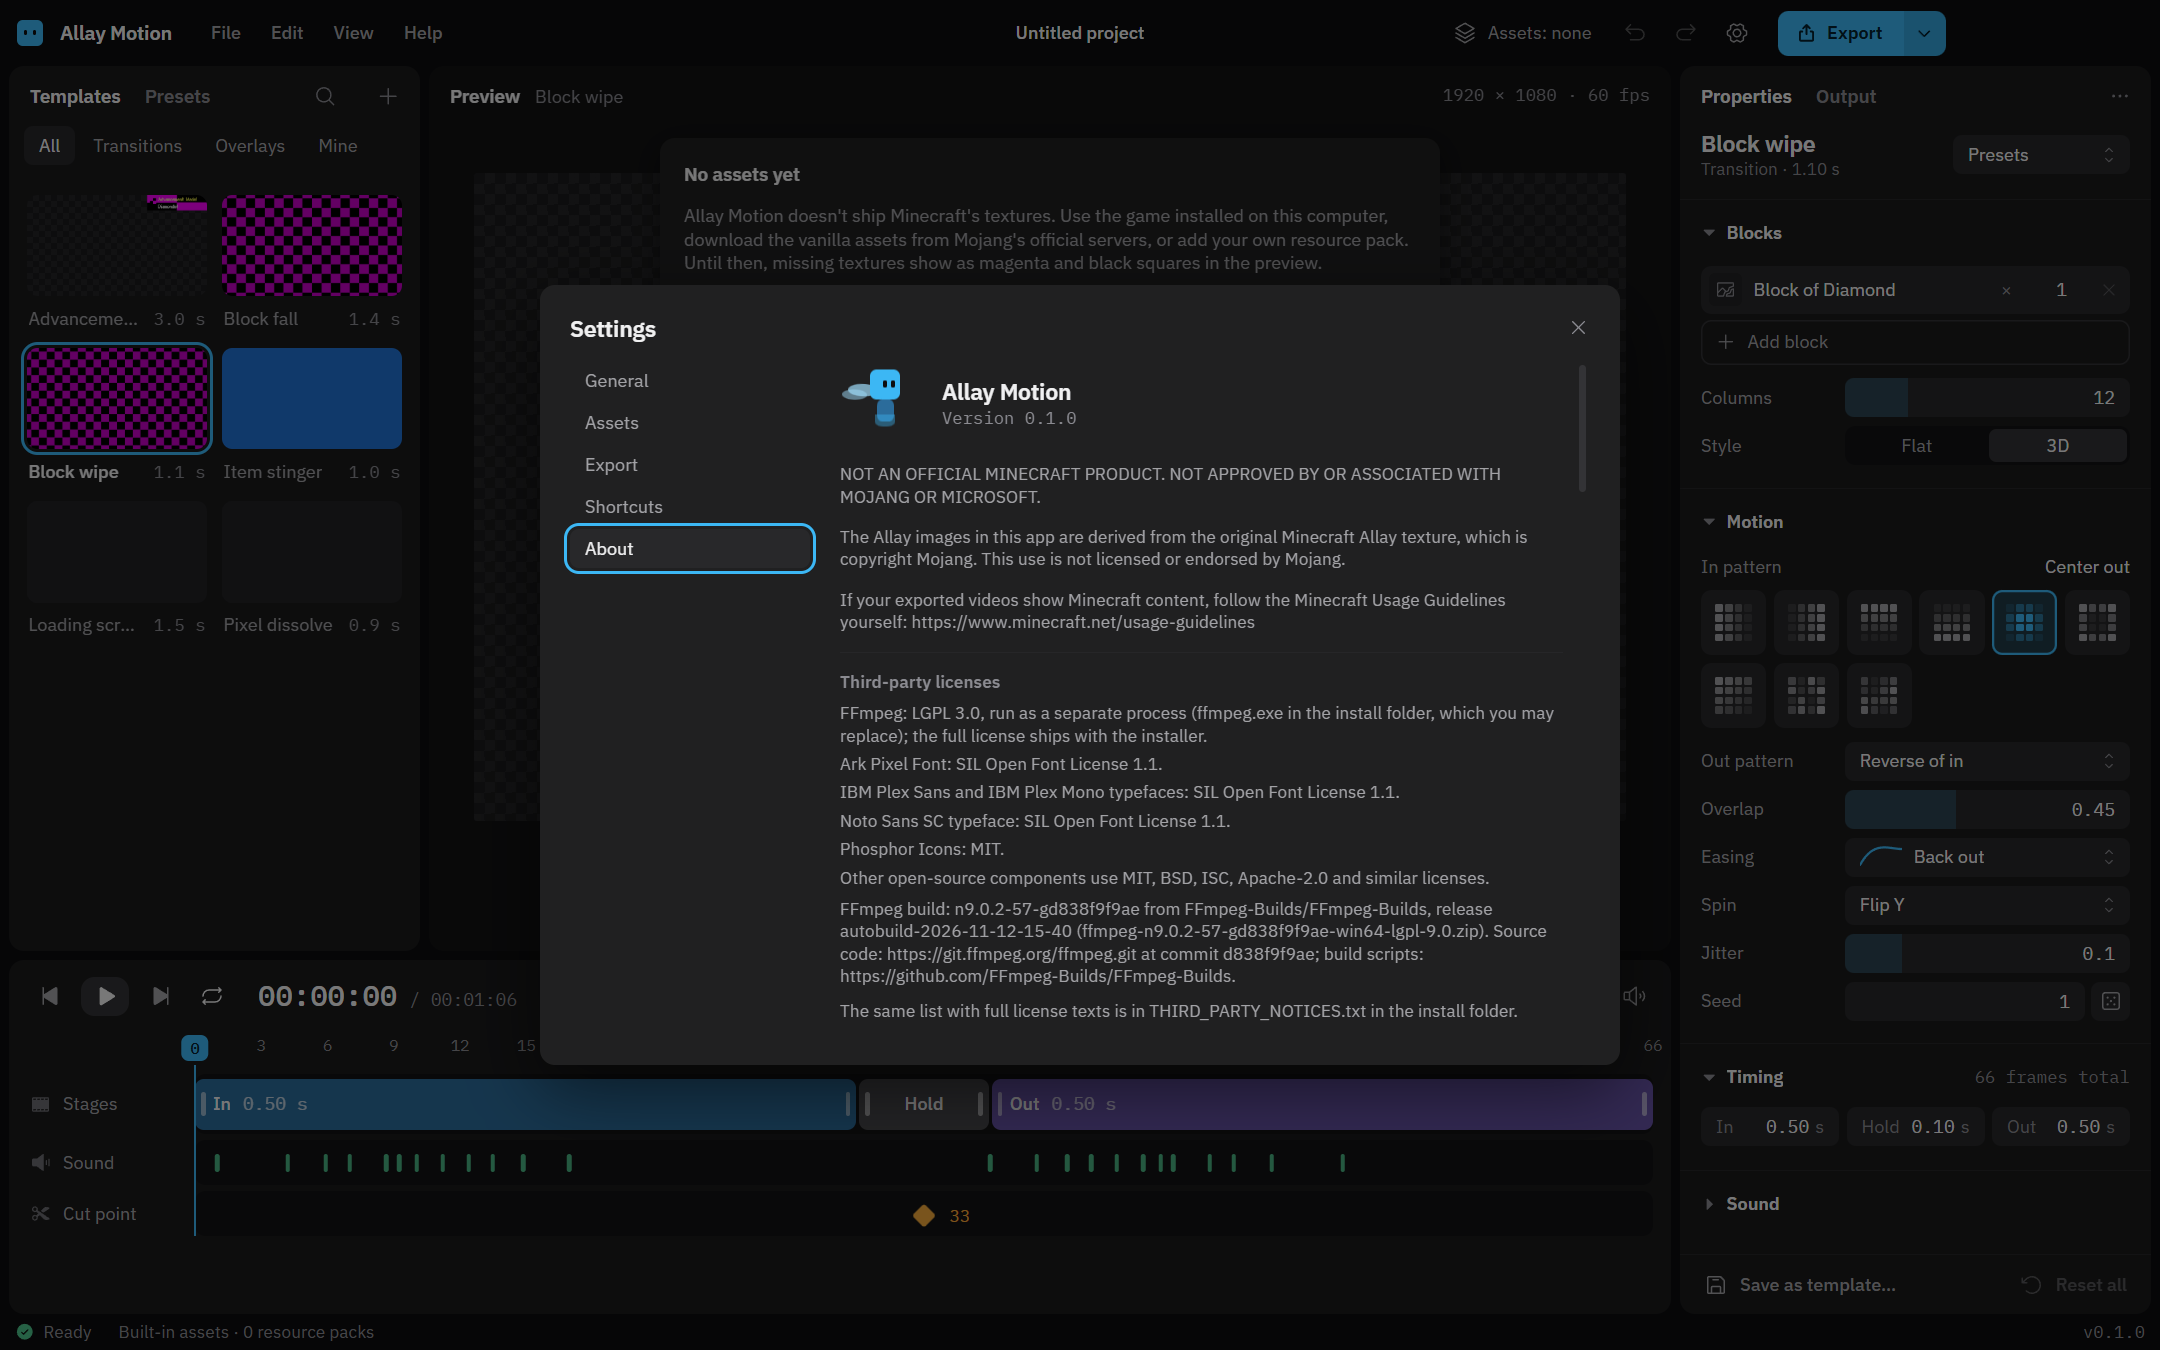 Allay Motion
File
Edit
View
Help
Untitled project
Assets: none
Export
Templates
Presets
All
Transitions
Overlays
Mine
Advanceme... 3.0 s
Block fall 1.4 s
Block wipe 1.1 s
Item stinger 1.0 s
Loading scr... 1.5 s
Pixel dissolve 0.9 s
Preview Block wipe
1920 × 1080 · 60 fps
No assets yet
Allay Motion doesn't ship Minecraft's textures. Use the game installed on this computer,
download the vanilla assets from Mojang's official servers, or add your own resource pack.
Until then, missing textures show as magenta and black squares in the preview.
Settings
General
Assets
Export
Shortcuts
About
Allay Motion
Version 0.1.0
NOT AN OFFICIAL MINECRAFT PRODUCT. NOT APPROVED BY OR ASSOCIATED WITH
MOJANG OR MICROSOFT.
The Allay images in this app are derived from the original Minecraft Allay texture, which is
copyright Mojang. This use is not licensed or endorsed by Mojang.
If your exported videos show Minecraft content, follow the Minecraft Usage Guidelines
yourself: https://www.minecraft.net/usage-guidelines
Third-party licenses
FFmpeg: LGPL 3.0, run as a separate process (ffmpeg.exe in the install folder, which you may
replace); the full license ships with the installer.
Ark Pixel Font: SIL Open Font License 1.1.
IBM Plex Sans and IBM Plex Mono typefaces: SIL Open Font License 1.1.
Noto Sans SC typeface: SIL Open Font License 1.1.
Phosphor Icons: MIT.
Other open-source components use MIT, BSD, ISC, Apache-2.0 and similar licenses.
FFmpeg build: n9.0.2-57-gd838f9f9ae from FFmpeg-Builds/FFmpeg-Builds, release
autobuild-2026-11-12-15-40 (ffmpeg-n9.0.2-57-gd838f9f9ae-win64-lgpl-9.0.zip). Source
code: https://git.ffmpeg.org/ffmpeg.git at commit d838f9f9ae; build scripts:
https://github.com/FFmpeg-Builds/FFmpeg-Builds.
The same list with full license texts is in THIRD_PARTY_NOTICES.txt in the install folder.
Properties
Output
Block wipe
Transition · 1.10 s
Presets
Blocks
Block of Diamond × 1
Add block
Columns 12
Style Flat 3D
Motion
In pattern Center out
Out pattern Reverse of in
Overlap 0.45
Easing Back out
Spin Flip Y
Jitter 0.1
Seed 1
Timing 66 frames total
In 0.50 s
Hold 0.10 s
Out 0.50 s
Sound
Save as template...
Reset all
00:00:00 / 00:01:06
0 3 6 9 12 15 66
Stages
In 0.50 s
Hold
Out 0.50 s
Sound
Cut point
33
Ready
Built-in assets · 0 resource packs
v0.1.0